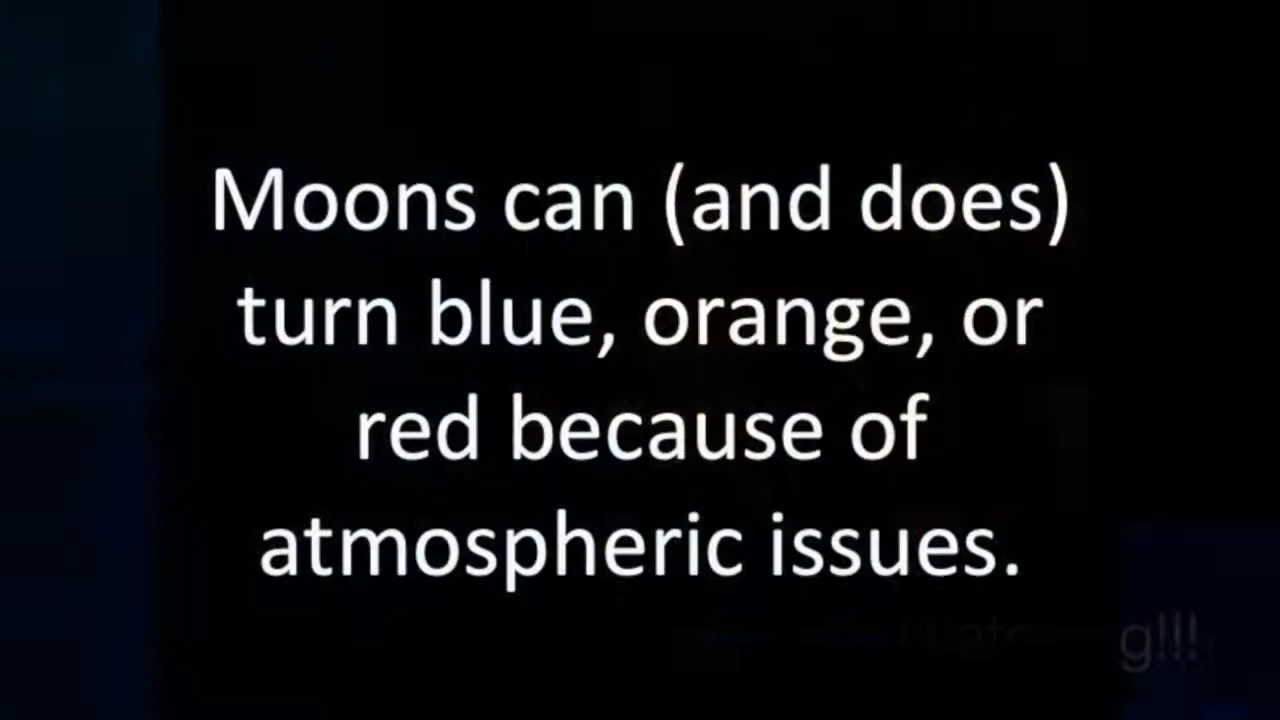 Moons can (and does)
turn blue, orange, or
red because of
atmospheric issues.
g!!!